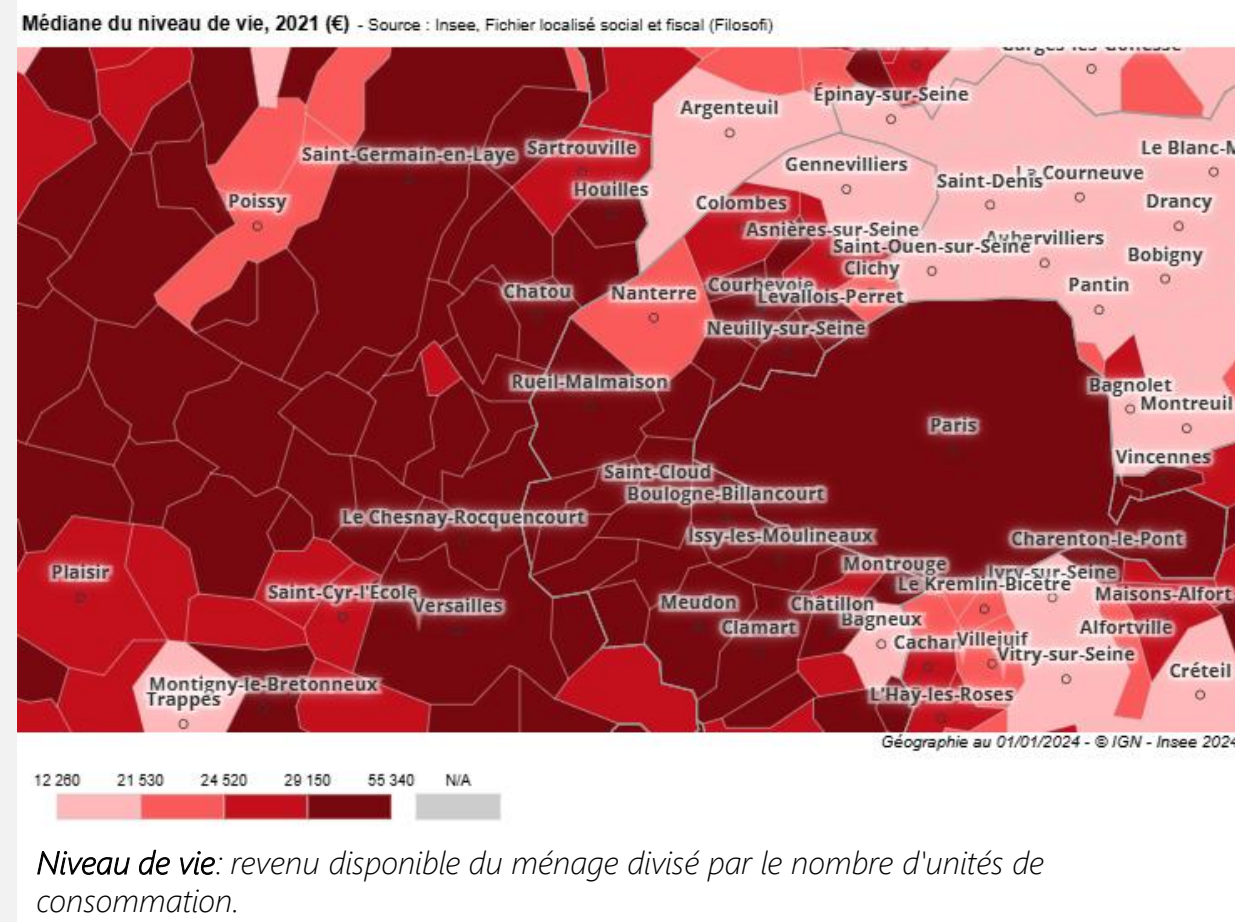 Médiane du niveau de vie, 2021 (€) - Source : Insee, Fichier localisé social et fiscal (Filosofi)
Épinay-sur-Seine
Argenteuil
Saint-Germain-en-Laye
Sartrouville
Gennevilliers
Le Blanc-M
La Courneuve
Saint-Denis
Houilles
Poissy
Colombes
Drancy
Asnières-sur-Seine
Aubervilliers
Saint-Ouen-sur-Seine
Bobigny
Clichy
Chatou
Nanterre
Courbevoie
Pantin
Levallois-Perret
Neuilly-sur-Seine
Rueil-Malmaison
Bagnolet
Montreuil
Paris
Vincennes
Saint-Cloud
Boulogne-Billancourt
Le Chesnay-Rocquencourt
Issy-les-Moulineaux
Charenton-le-Pont
Montrouge
Plaisir
Ivry-sur-Seine
Le Kremlin-Bicêtre
Saint-Cyr-l'École
Maisons-Alfort
Versailles
Meudon
Châtillon
Bagneux
Clamart
Alfortville
Cachan
Villejuif
Vitry-sur-Seine
Créteil
Montigny-le-Bretonneux
Trappes
L'Haÿ-les-Roses
Géographie au 01/01/2024 - © IGN - Insee 2024
12 260 21 530 24 520 29 150 55 340 N/A
Niveau de vie: revenu disponible du ménage divisé par le nombre d'unités de
consommation.